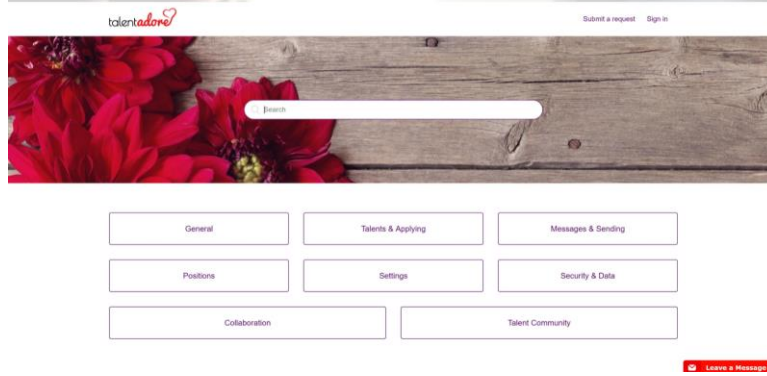 talentadore
Submit a request Sign in
Search
General Talents & Applying Messages & Sending
Positions Settings Security & Data
Collaboration Talent Community
Leave a Message